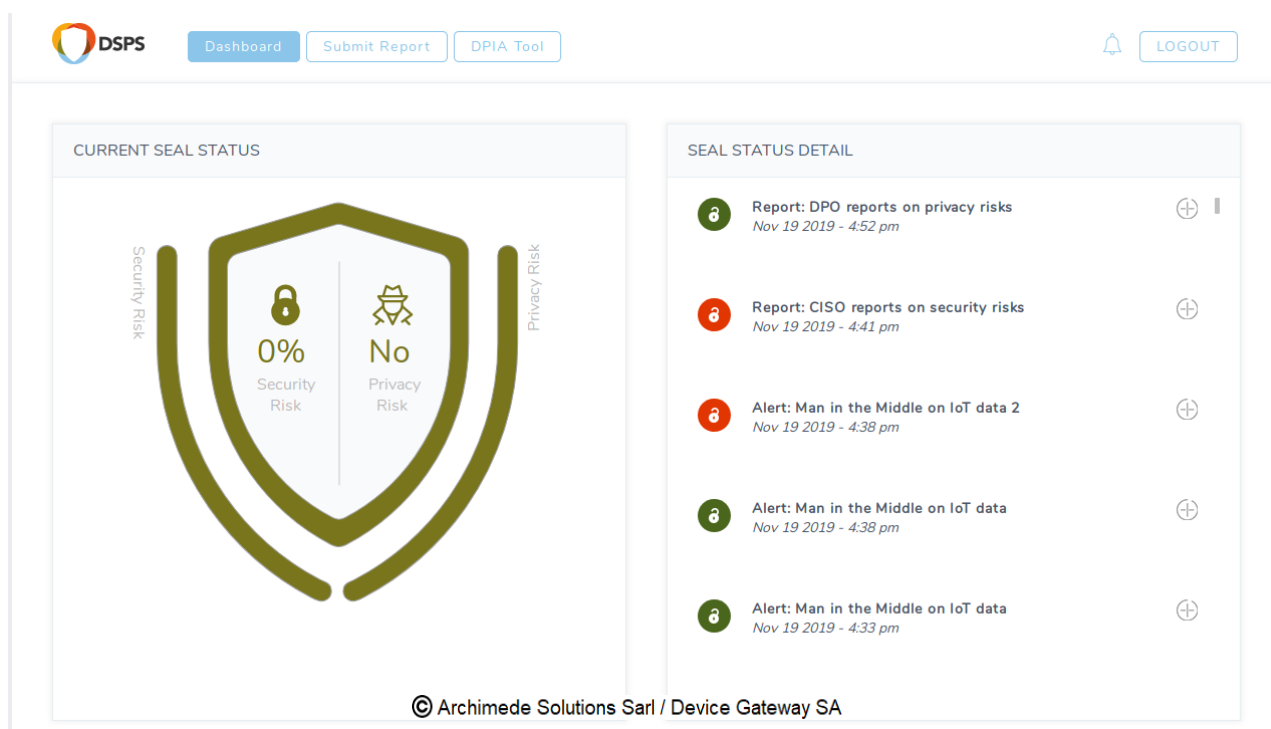 DSPS
Dashboard
Submit Report
DPIA Tool
LOGOUT
CURRENT SEAL STATUS
Security Risk
0%
Security
Risk
No
Privacy
Risk
Privacy Risk
SEAL STATUS DETAIL
Report: DPO reports on privacy risks
Nov 19 2019 - 4:52 pm
Report: CISO reports on security risks
Nov 19 2019 - 4:41 pm
Alert: Man in the Middle on IoT data 2
Nov 19 2019 - 4:38 pm
Alert: Man in the Middle on IoT data
Nov 19 2019 - 4:38 pm
Alert: Man in the Middle on IoT data
Nov 19 2019 - 4:33 pm
© Archimede Solutions Sarl / Device Gateway SA